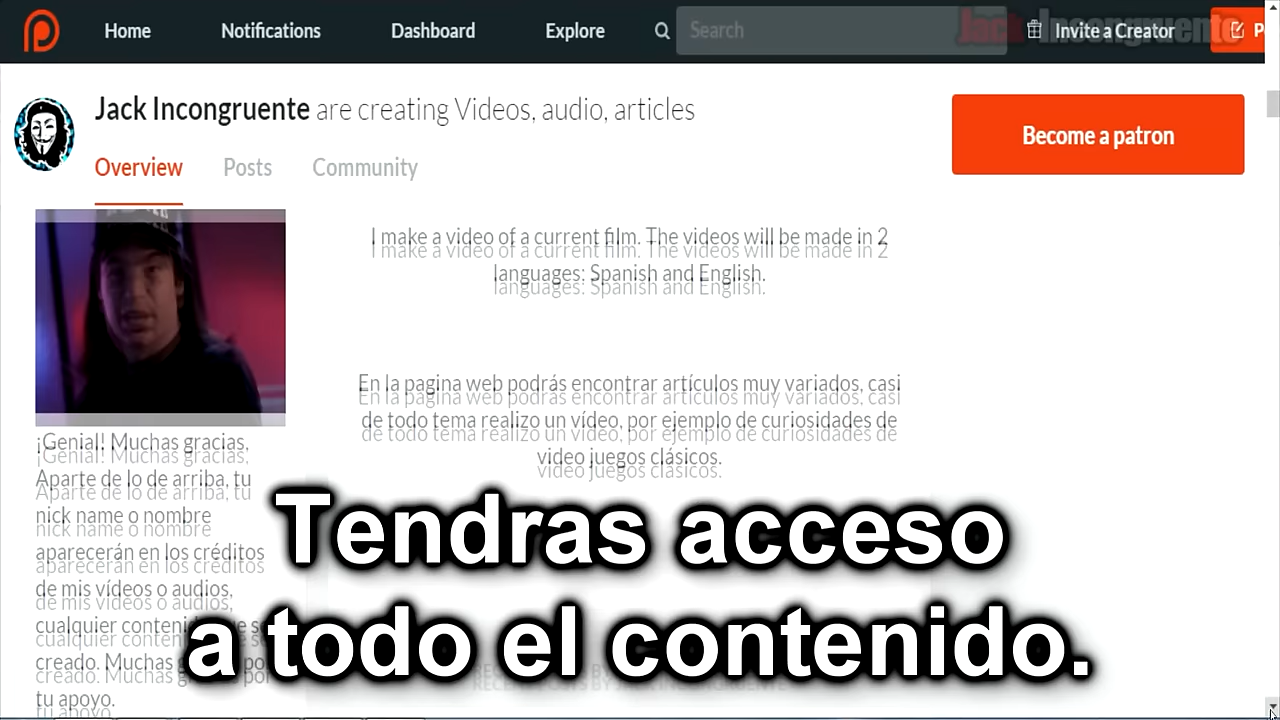 Home Notifications Dashboard Explore Search Invite a Creator
Jack Incongruente
Jack Incongruente are creating Videos, audio, articles
Become a patron
Overview Posts Community
I make a video of a current film. The videos will be made in 2
languages: Spanish and English.
En la pagina web podrás encontrar artículos muy variados, casi
de todo tema realizo un vídeo, por ejemplo de curiosidades de
video juegos clásicos.
¡Genial! Muchas gracias,
Aparte de lo de arriba, tu
nick name o nombre
aparecerán en los créditos
de mis vídeos o audios,
cualquier
creado. Muchas
tu apoyo.
Tendras acceso
a todo el contenido.